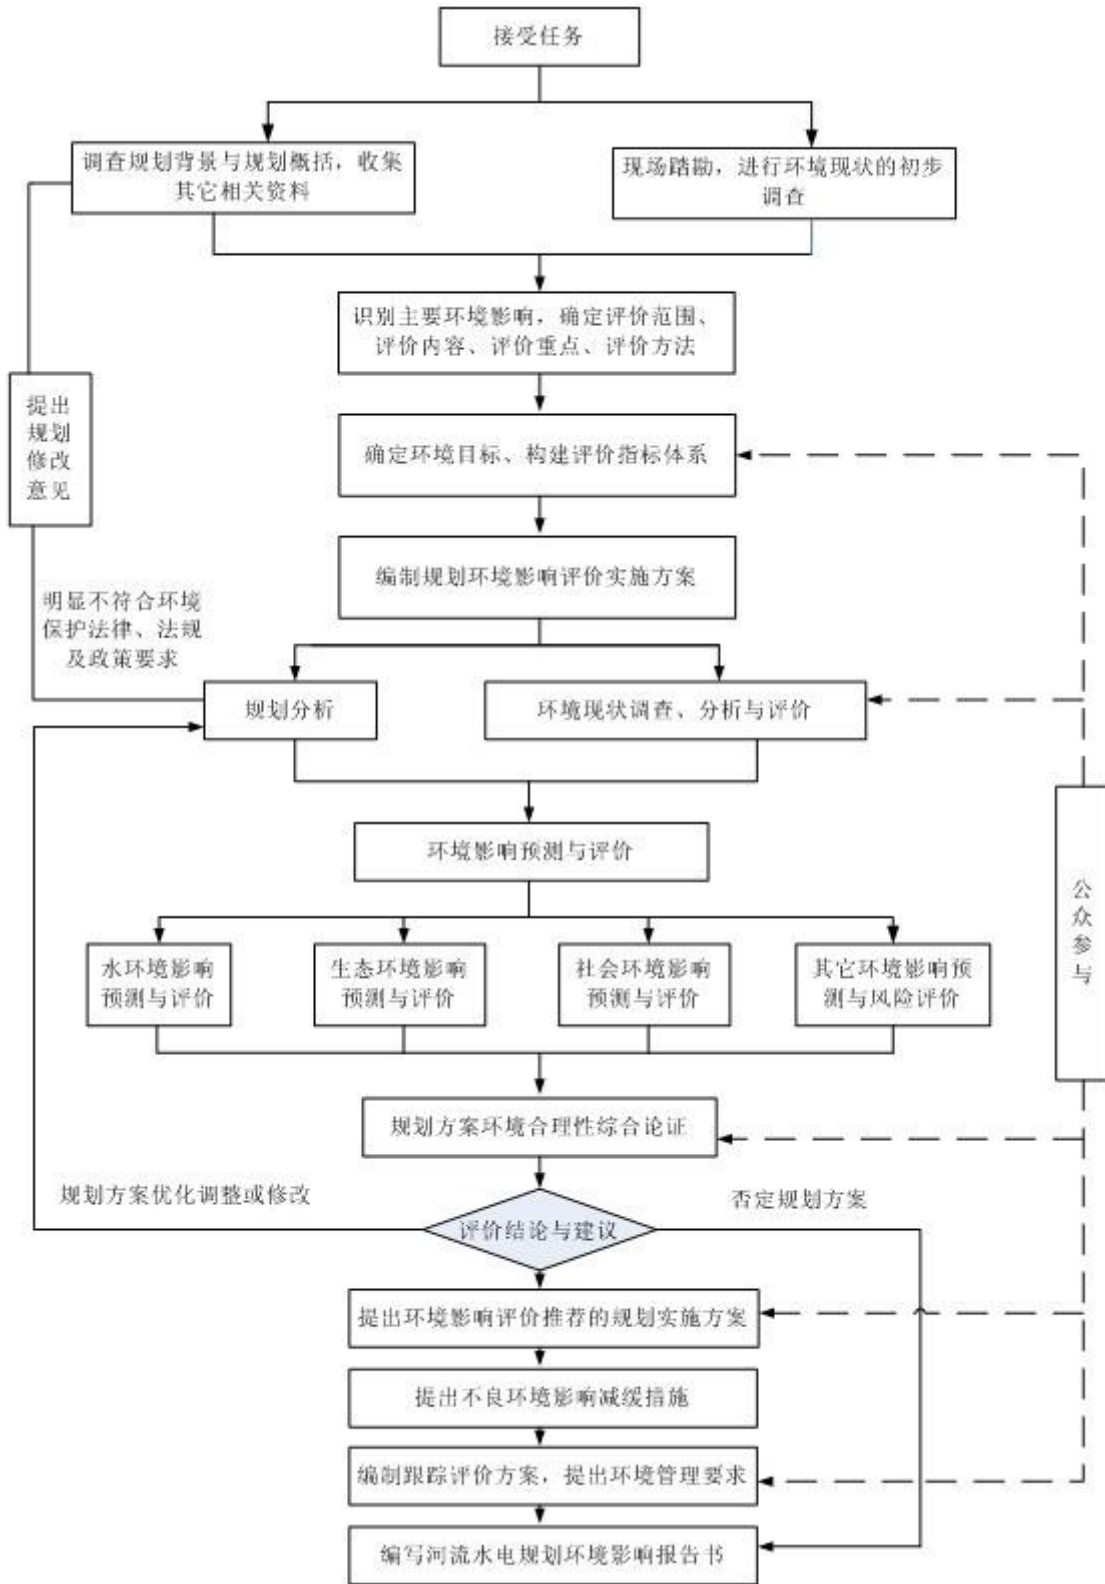 接受任务
调查规划背景与规划概括，收集
其它相关资料
现场踏勘，进行环境现状的初步
调查
识别主要环境影响，确定评价范围、
评价内容、评价重点、评价方法
提出
规划
修改
意见
确定环境目标、构建评价指标体系
编制规划环境影响评价实施方案
明显不符合环境
保护法律、法规
及政策要求
规划分析
环境现状调查、分析与评价
环境影响预测与评价
公
众
参
与
水环境影响
预测与评价
生态环境影响
预测与评价
社会环境影响
预测与评价
其它环境影响预
测与风险评价
规划方案环境合理性综合论证
规划方案优化调整或修改
否定规划方案
评价结论与建议
提出环境影响评价推荐的规划实施方案
提出不良环境影响减缓措施
编制跟踪评价方案，提出环境管理要求
编写河流水电规划环境影响报告书